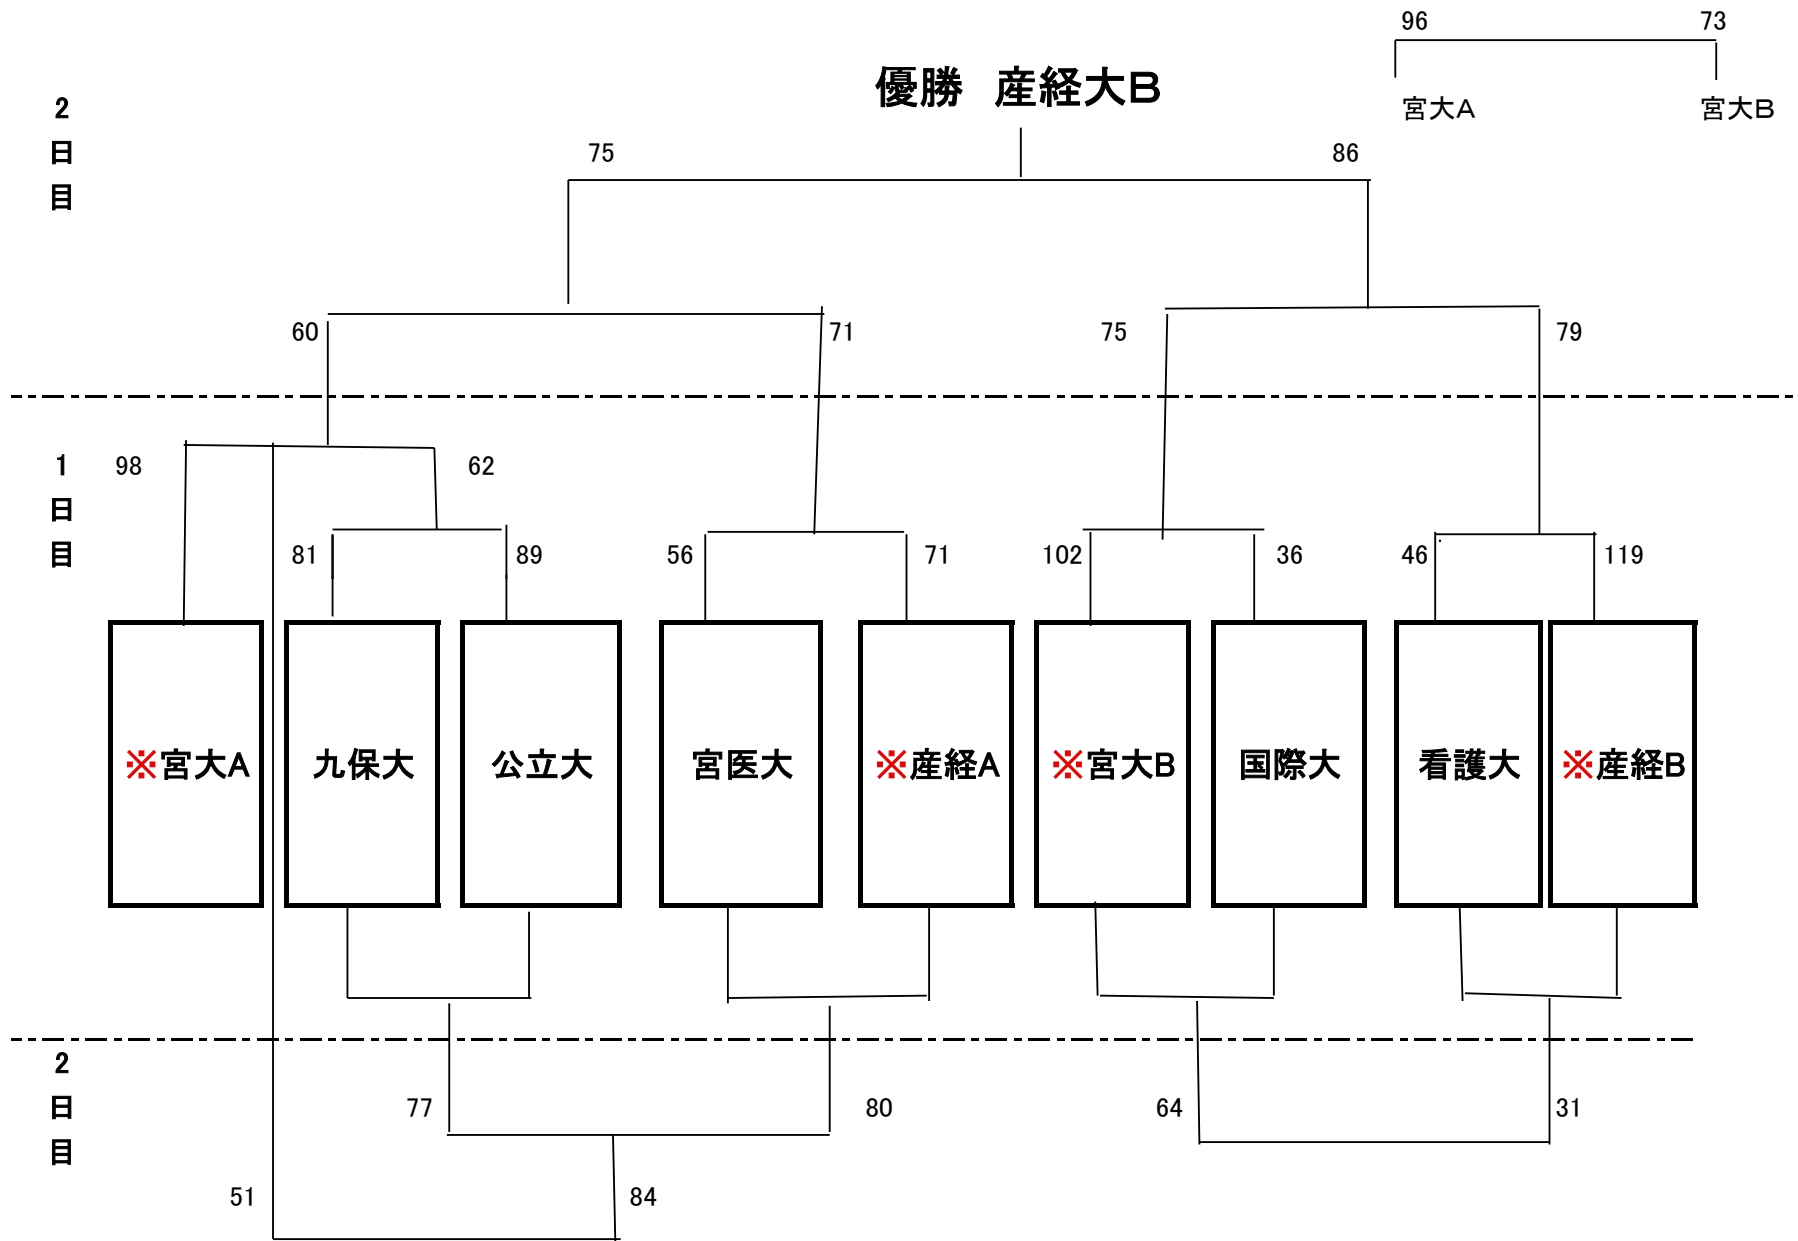 96 73
優勝 産経大B
宮大A 宮大B
2日目
75 86
60 71 75 79
1日目
98 62
81 89 56 71 102 36 46 119
※宮大A 九保大 公立大 宮医大 ※産経A ※宮大B 国際大 看護大 ※産経B
2日目
77 80 64 31
51 84